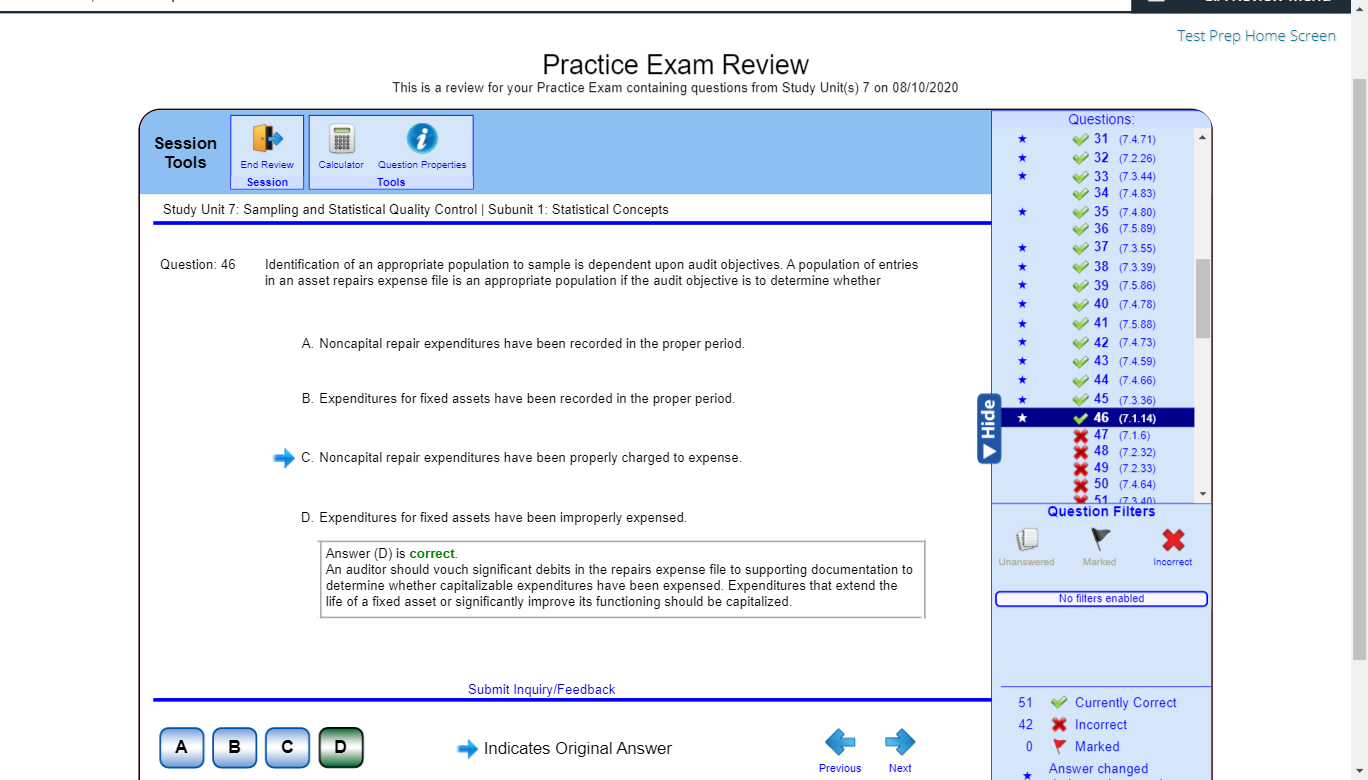 Test Prep Home Screen
Practice Exam Review
This is a review for your Practice Exam containing questions from Study Unit(s) 7 on 08/10/2020
Session
Tools
End Review
Session
Calculator
Question Properties
Tools
Study Unit 7: Sampling and Statistical Quality Control | Subunit 1: Statistical Concepts
Question: 46
Identification of an appropriate population to sample is dependent upon audit objectives. A population of entries
in an asset repairs expense file is an appropriate population if the audit objective is to determine whether
A. Noncapital repair expenditures have been recorded in the proper period.
B. Expenditures for fixed assets have been recorded in the proper period.
C. Noncapital repair expenditures have been properly charged to expense.
D. Expenditures for fixed assets have been improperly expensed.
Answer (D) is correct.
An auditor should vouch significant debits in the repairs expense file to supporting documentation to
determine whether capitalizable expenditures have been expensed. Expenditures that extend the
life of a fixed asset or significantly improve its functioning should be capitalized.
Submit Inquiry/Feedback
A B C D
Indicates Original Answer
Previous
Next
Hide
Questions:
31 (7.4.71)
32 (7.2.26)
33 (7.3.44)
34 (7.4.83)
35 (7.4.80)
36 (7.5.89)
37 (7.3.55)
38 (7.3.39)
39 (7.5.86)
40 (7.4.78)
41 (7.5.88)
42 (7.4.73)
43 (7.4.59)
44 (7.4.66)
45 (7.3.36)
46 (7.1.14)
47 (7.1.6)
48 (7.2.32)
49 (7.2.33)
50 (7.4.64)
51 (7.3.40)
Question Filters
Unanswered
Marked
Incorrect
No filters enabled
51 Currently Correct
42 Incorrect
0 Marked
Answer changed